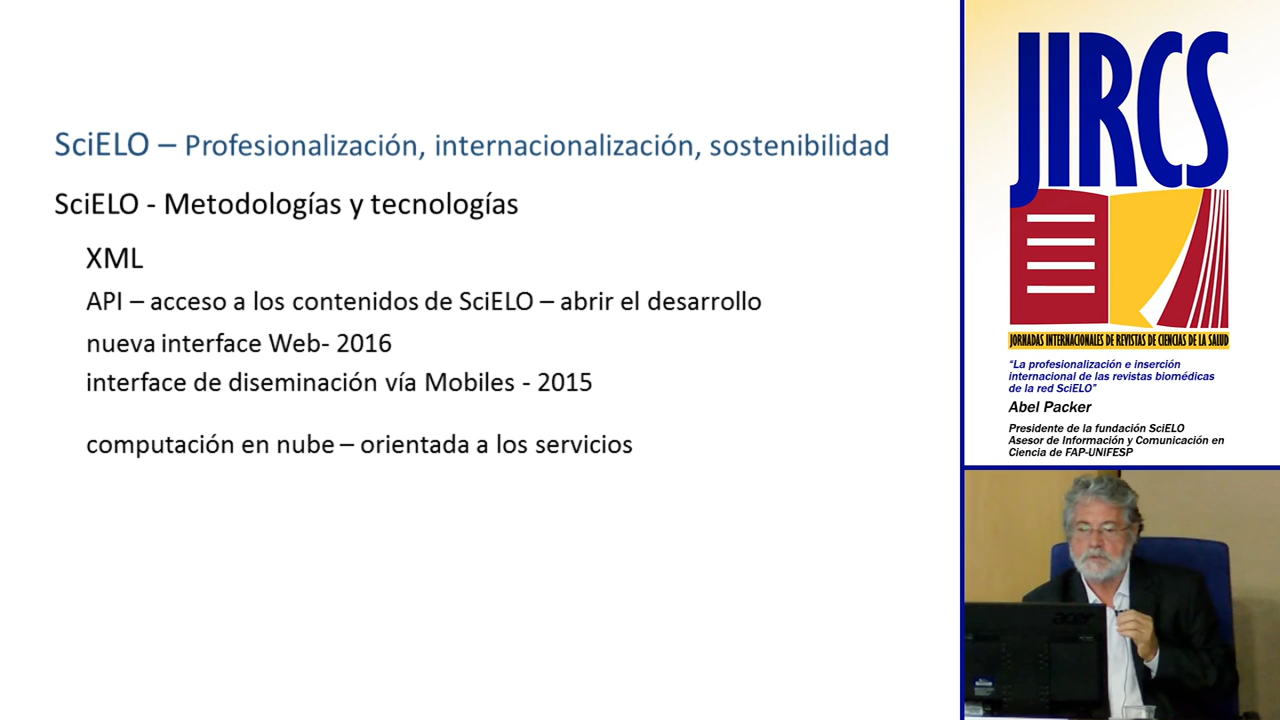 SciELO – Profesionalización, internacionalización, sostenibilidad
SciELO - Metodologías y tecnologías
XML
API – acceso a los contenidos de SciELO – abrir el desarrollo
nueva interface Web- 2016
interface de diseminación vía Mobiles - 2015
computación en nube – orientada a los servicios
JIRCS
JORNADAS INTERNACIONALES DE REVISTAS DE CIENCIAS DE LA SALUD
“La profesionalización e inserción
internacional de las revistas biomédicas
de la red SciELO”
Abel Packer
Presidente de la fundación SciELO
Asesor de Información y Comunicación en
Ciencia de FAP-UNIFESP
acer